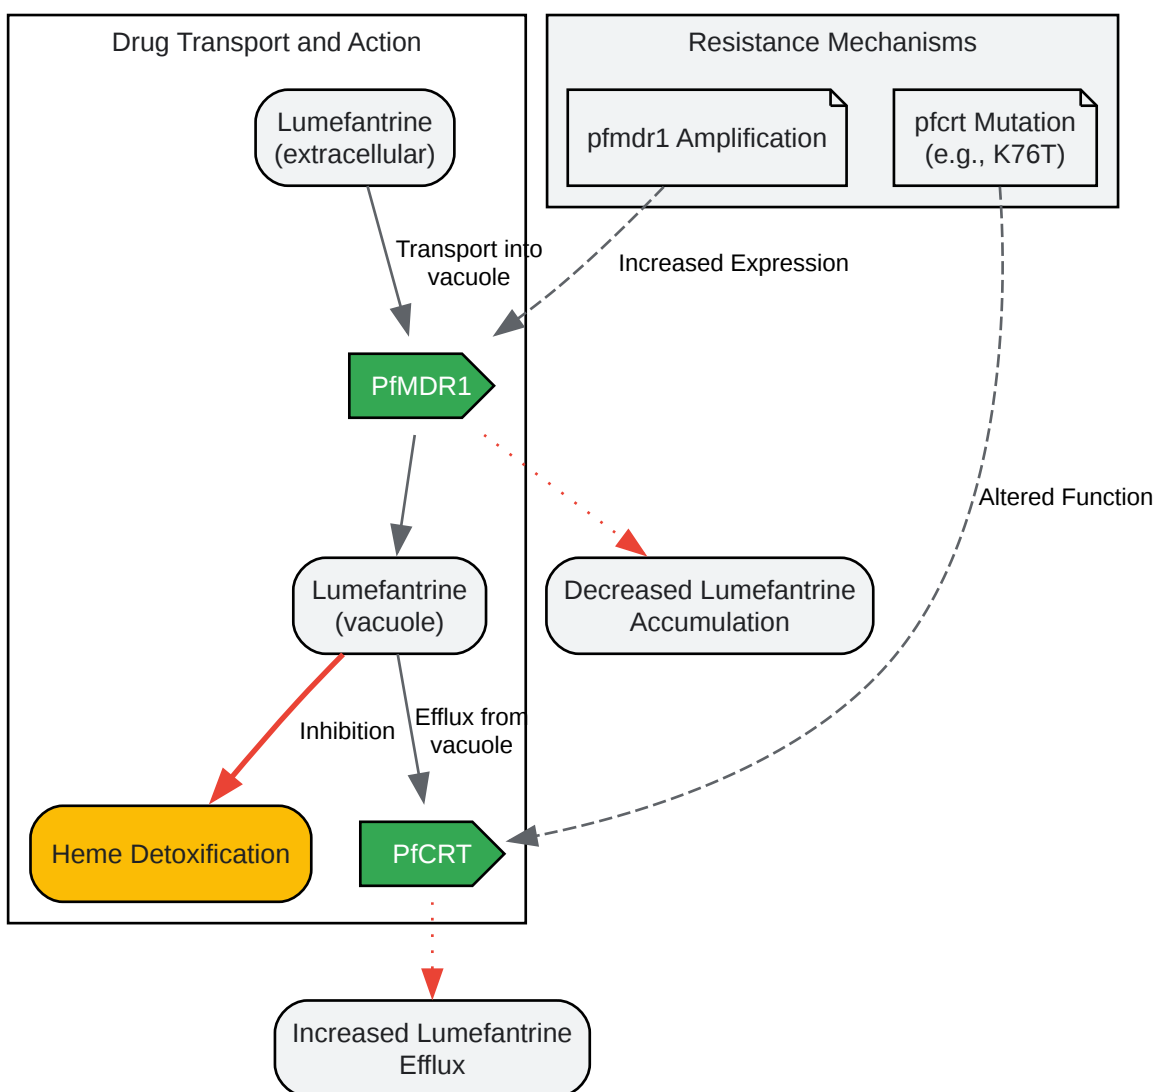 Drug Transport and Action
Resistance Mechanisms
Lumefantrine
(extracellular)
pfmdr1 Amplification
pfcrt Mutation
(e.g., K76T)
Transport into
vacuole
Increased Expression
PfMDR1
Altered Function
Lumefantrine
(vacuole)
Decreased Lumefantrine
Accumulation
Inhibition
Efflux from
vacuole
Heme Detoxification
PfCRT
Increased Lumefantrine
Efflux